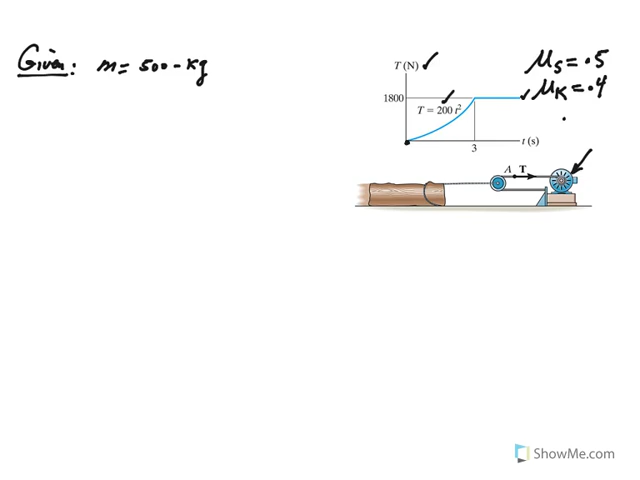 Given: m = 500-kg
T (N)
1800
T = 200 t²
3
t (s)
μs = .5
μK = .4
A T
ShowMe.com